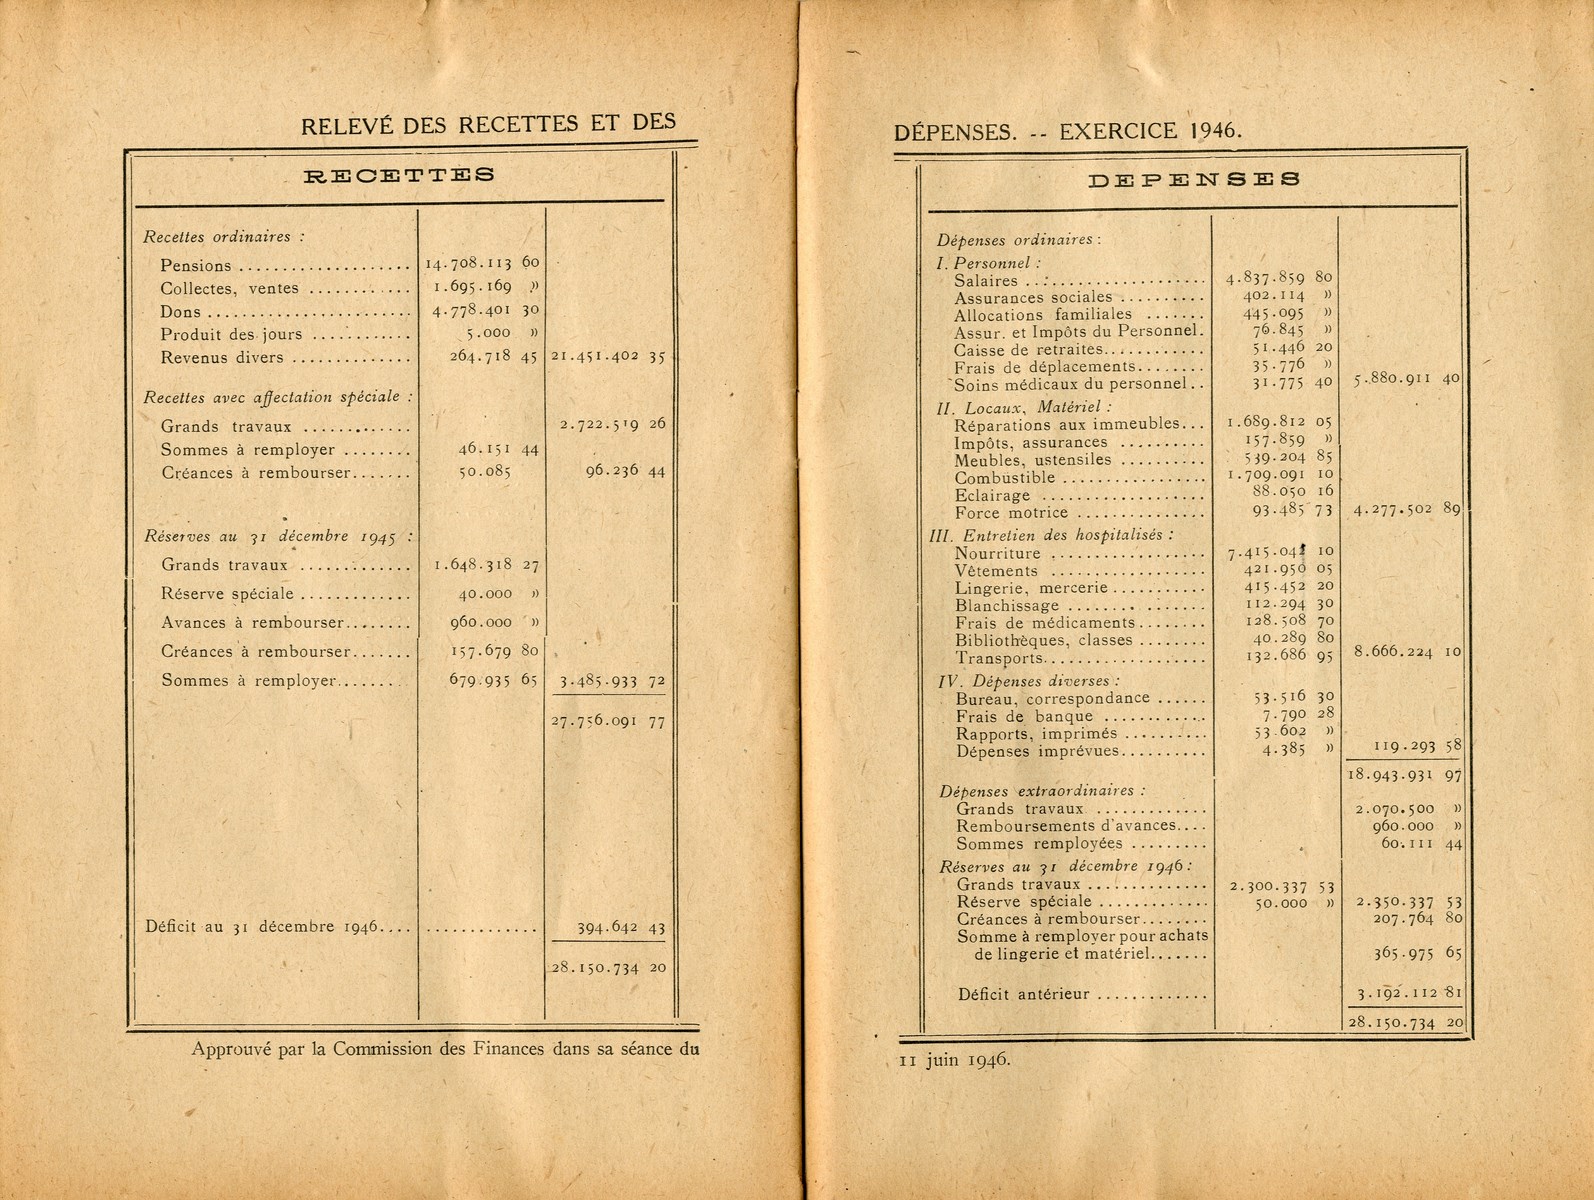 RELEVÉ DES RECETTES ET DES
RECETTES
Recettes ordinaires :
Pensions .................... 14.708.113 60
Collectes, ventes ............ 1.695.169 »
Dons ........................ 4.778.401 30
Produit des jours ............ 5.000 »
Revenus divers .............. 264.718 45 21.451.402 35
Recettes avec affectation spéciale :
Grands travaux ............. 2.722.519 26
Sommes à remployer ........ 46.151 44
Créances à rembourser....... 50.085 96.236 44
Réserves au 31 décembre 1945 :
Grands travaux ............. 1.648.318 27
Réserve spéciale ............. 40.000 »
Avances à rembourser........ 960.000 »
Créances à rembourser....... 157.679 80
Sommes à remployer......... 679.935 65 3.485.933 72
27.756.091 77
Déficit au 31 décembre 1946.... ............. 394.642 43
28.150.734 20
Approuvé par la Commission des Finances dans sa séance du
DÉPENSES. -- EXERCICE 1946.
DEPENSES
Dépenses ordinaires :
I. Personnel :
Salaires ..................... 4.837.859 80
Assurances sociales .......... 402.114 »
Allocations familiales ....... 445.095 »
Assur. et Impôts du Personnel. 76.845 »
Caisse de retraites............ 51.446 20
Frais de déplacements........ 35.776 »
Soins médicaux du personnel.. 31.775 40 5.880.911 40
II. Locaux, Matériel :
Réparations aux immeubles... 1.689.812 05
Impôts, assurances .......... 157.859 »
Meubles, ustensiles .......... 539.204 85
Combustible ................. 1.709.091 10
Eclairage ................... 88.050 16
Force motrice ............... 93.485 73 4.277.502 89
III. Entretien des hospitalisés :
Nourriture .................. 7.415.042 10
Vêtements .................. 421.950 05
Lingerie, mercerie ........... 415.452 20
Blanchissage ............... 112.294 30
Frais de médicaments........ 128.508 70
Bibliothèques, classes ........ 40.289 80
Transports................... 132.686 95 8.666.224 10
IV. Dépenses diverses :
Bureau, correspondance ...... 53.516 30
Frais de banque ............ 7.790 28
Rapports, imprimés .......... 53.602 »
Dépenses imprévues.......... 4.385 » 119.293 58
18.943.931 97
Dépenses extraordinaires :
Grands travaux ............. 2.070.500 »
Remboursements d'avances.... 960.000 »
Sommes remployées ......... 60.111 44
Réserves au 31 décembre 1946 :
Grands travaux .............. 2.300.337 53
Réserve spéciale ............. 50.000 » 2.350.337 53
Créances à rembourser........ 207.764 80
Somme à remployer pour achats
de lingerie et matériel....... 365.975 65
Déficit antérieur ............. 3.192.112 81
28.150.734 20
11 juin 1946.